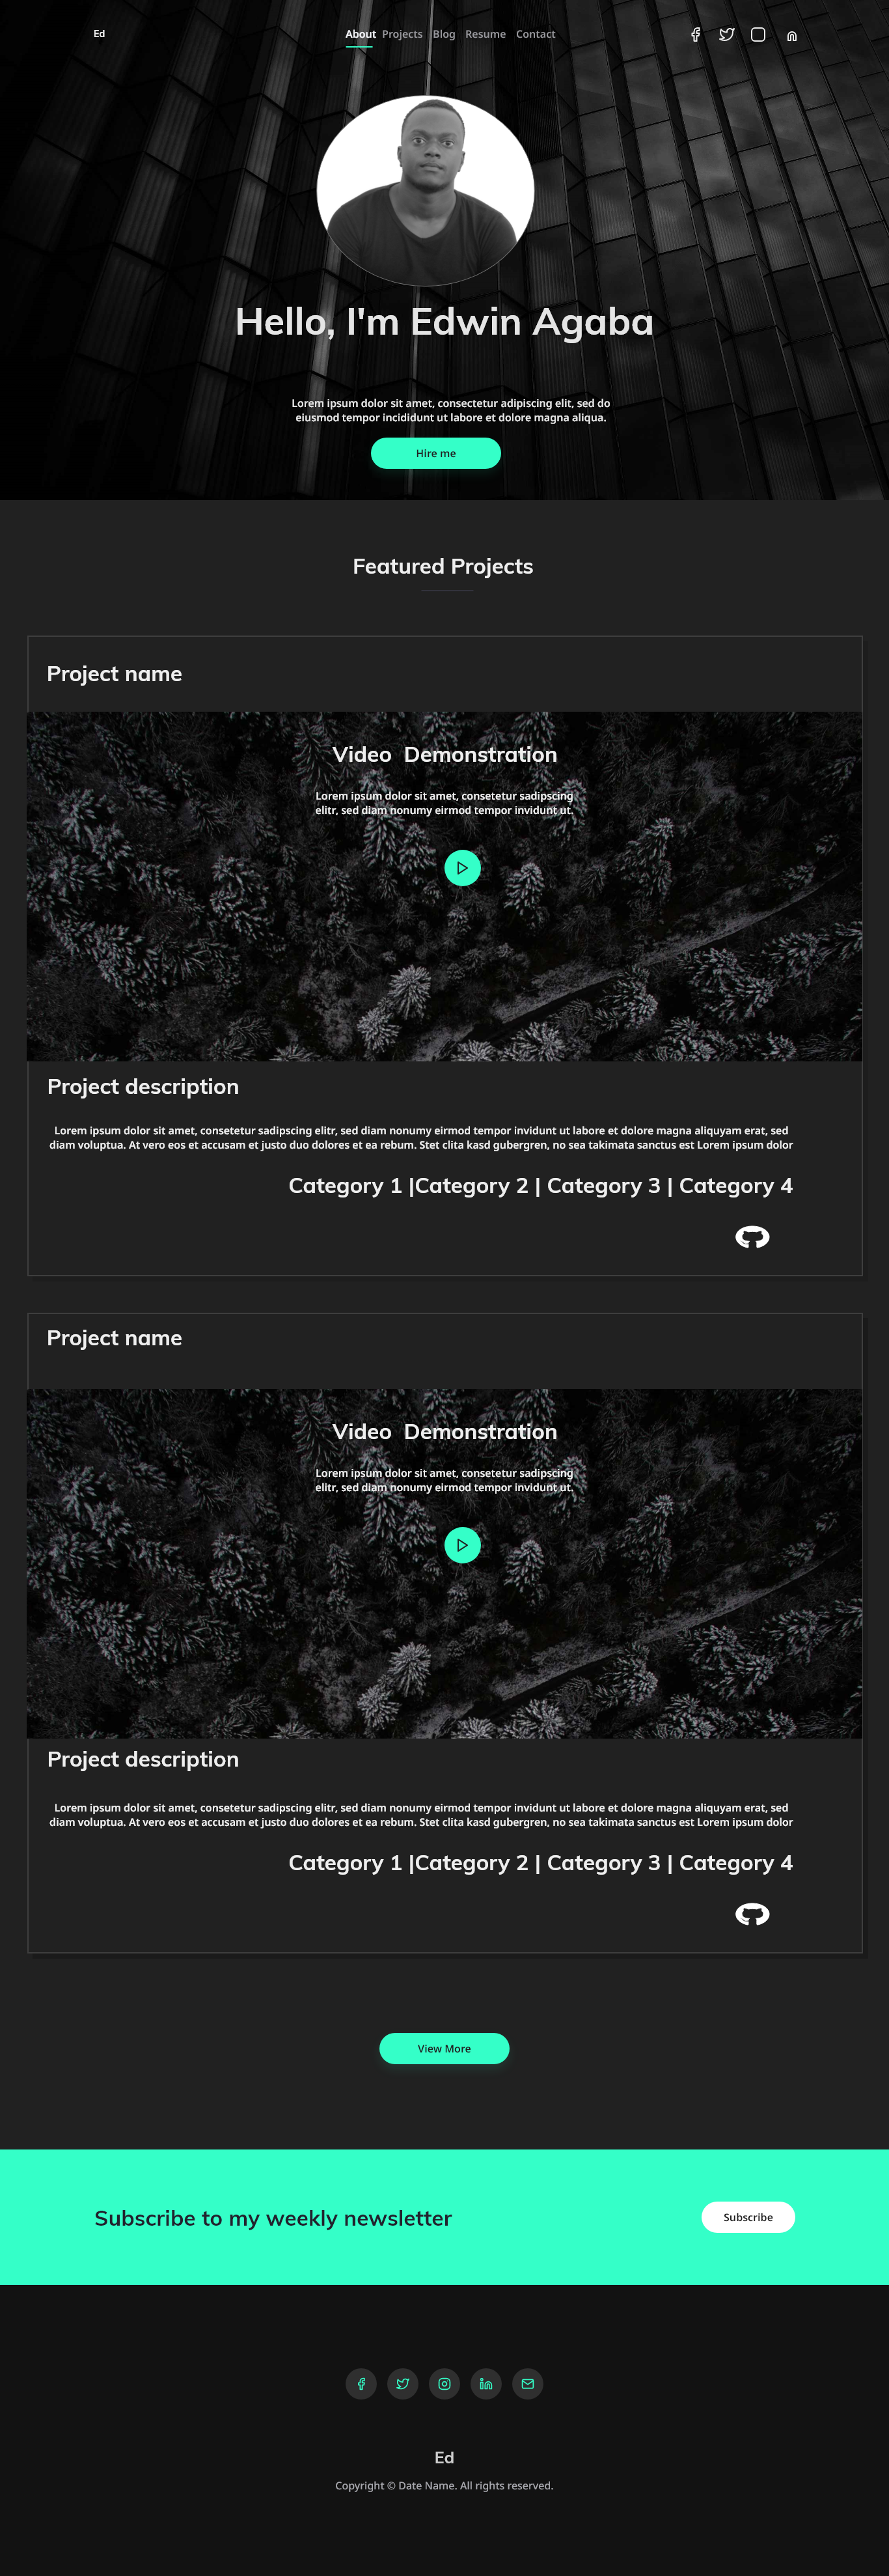 Ed
About Projects Blog Resume Contact
Hello, I'm Edwin Agaba
Lorem ipsum dolor sit amet, consectetur adipiscing elit, sed do
eiusmod tempor incididunt ut labore et dolore magna aliqua.
Hire me
Featured Projects
Project name
Video Demonstration
Lorem ipsum dolor sit amet, consetetur sadipscing
elitr, sed diam nonumy eirmod tempor invidunt ut.
Project description
Lorem ipsum dolor sit amet, consetetur sadipscing elitr, sed diam nonumy eirmod tempor invidunt ut labore et dolore magna aliquyam erat, sed
diam voluptua. At vero eos et accusam et justo duo dolores et ea rebum. Stet clita kasd gubergren, no sea takimata sanctus est Lorem ipsum dolor
Category 1 |Category 2 | Category 3 | Category 4
Project name
Video Demonstration
Lorem ipsum dolor sit amet, consetetur sadipscing
elitr, sed diam nonumy eirmod tempor invidunt ut.
Project description
Lorem ipsum dolor sit amet, consetetur sadipscing elitr, sed diam nonumy eirmod tempor invidunt ut labore et dolore magna aliquyam erat, sed
diam voluptua. At vero eos et accusam et justo duo dolores et ea rebum. Stet clita kasd gubergren, no sea takimata sanctus est Lorem ipsum dolor
Category 1 |Category 2 | Category 3 | Category 4
View More
Subscribe to my weekly newsletter
Subscribe
Ed
Copyright © Date Name. All rights reserved.